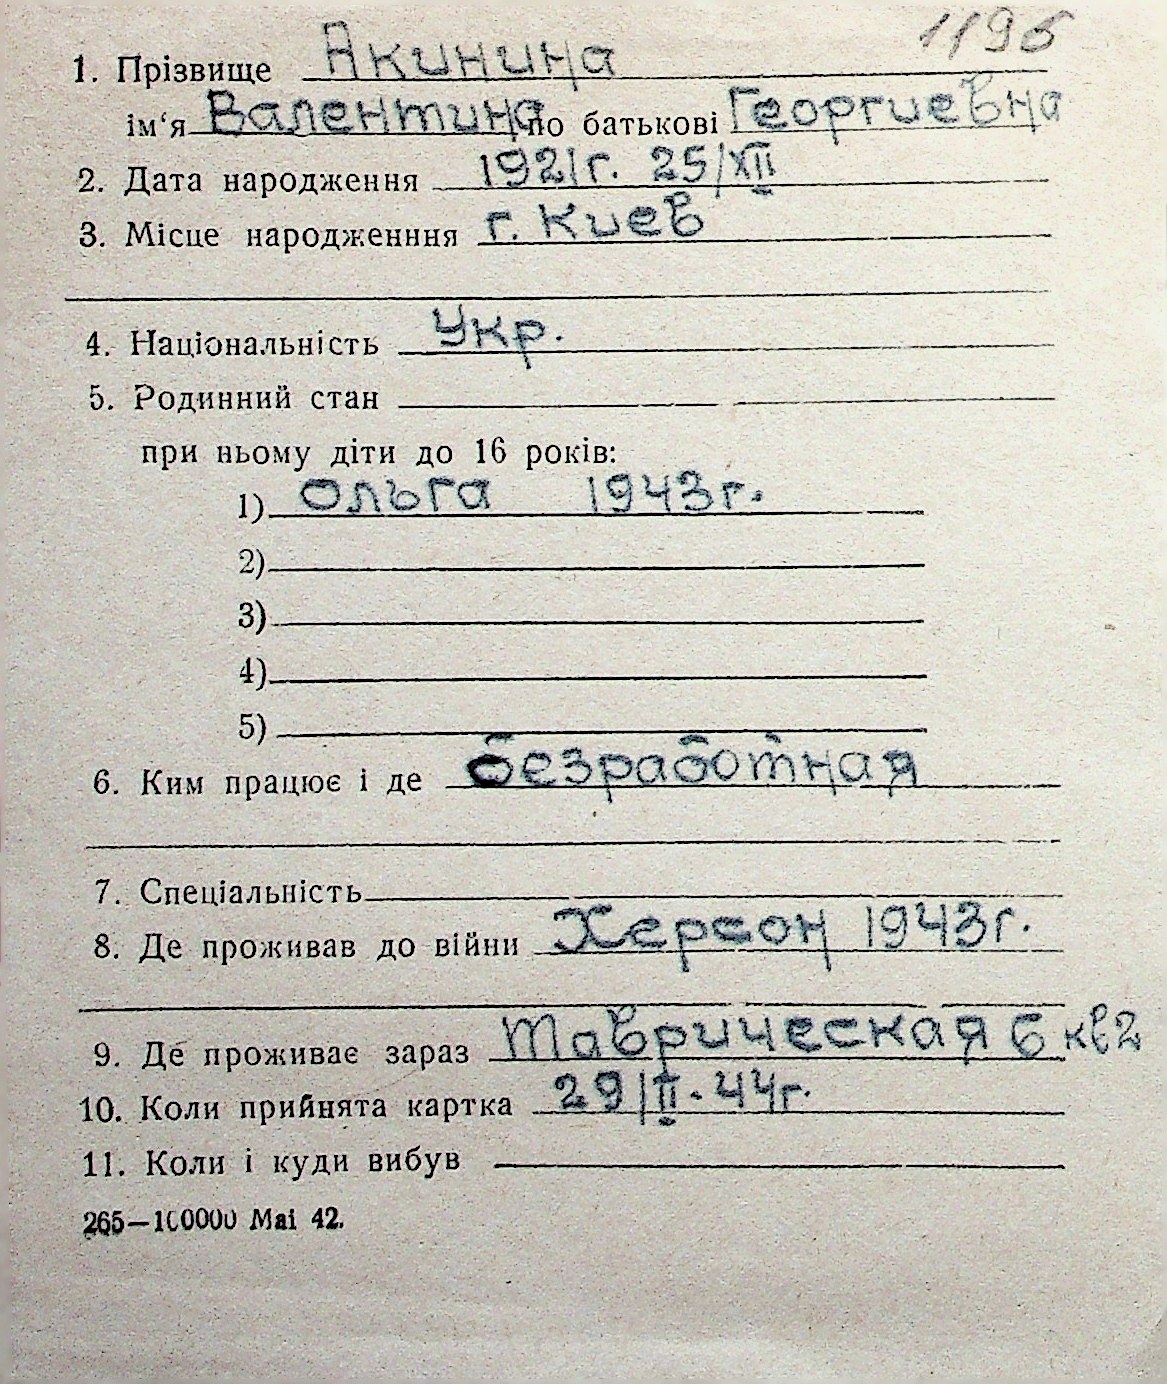 1196
1. Прізвище Акинина
ім'я Валентина по батькові Георгиевна
2. Дата народження 1921г. 25/XII
3. Місце народженння г. Киев
4. Національність Укр.
5. Родинний стан
при ньому діти до 16 років:
1) Ольга 1943г.
2)
3)
4)
5)
6. Ким працює і де безработная
7. Спеціальність
8. Де проживав до війни Херсон 1943г.
9. Де проживає зараз Таврическая 6 кв2
10. Коли прийнята картка 29/II. 44г.
11. Коли і куди вибув
265—100000 Mai 42.